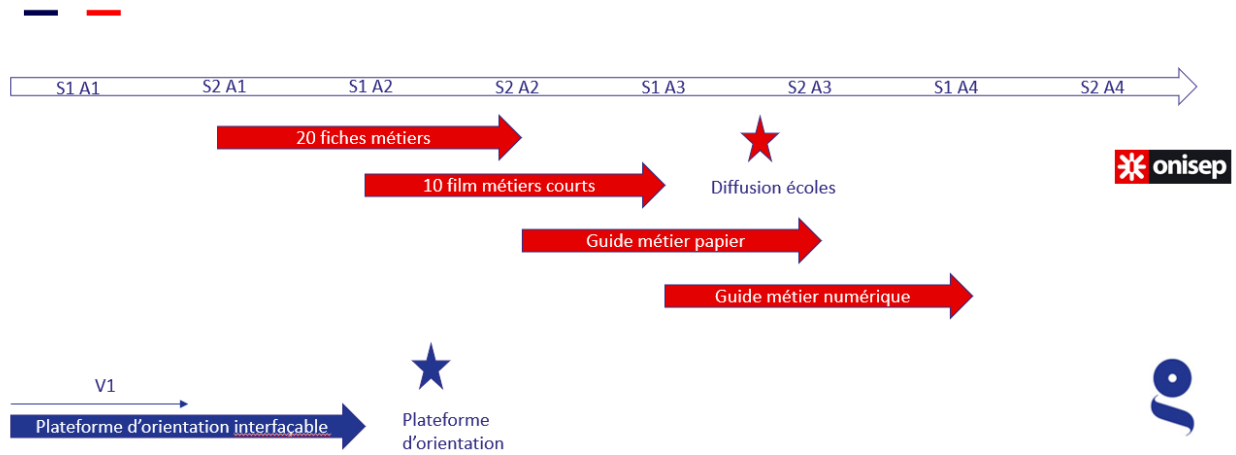 S1 A1 S2 A1 S1 A2 S2 A2 S1 A3 S2 A3 S1 A4 S2 A4
20 fiches métiers
10 film métiers courts
Diffusion écoles
onisep
Guide métier papier
Guide métier numérique
V1
Plateforme d'orientation interfaçable
Plateforme
d'orientation